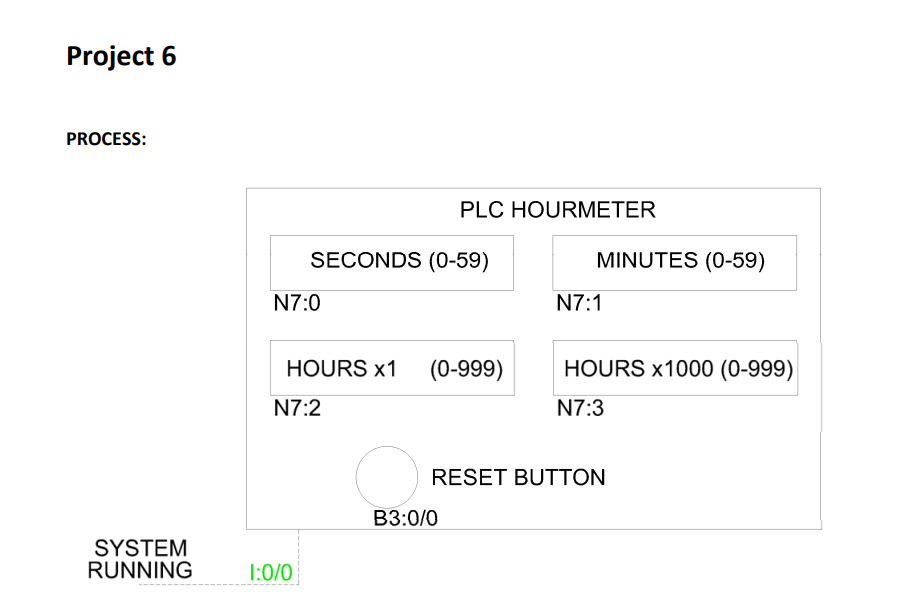 Project 6
PROCESS:
PLC HOURMETER
SECONDS (0-59)
MINUTES (0-59)
N7:0
N7:1
HOURS x1 (0-999)
HOURS x1000 (0-999)
N7:2
N7:3
RESET BUTTON
B3:0/0
SYSTEM
RUNNING
I:0/0